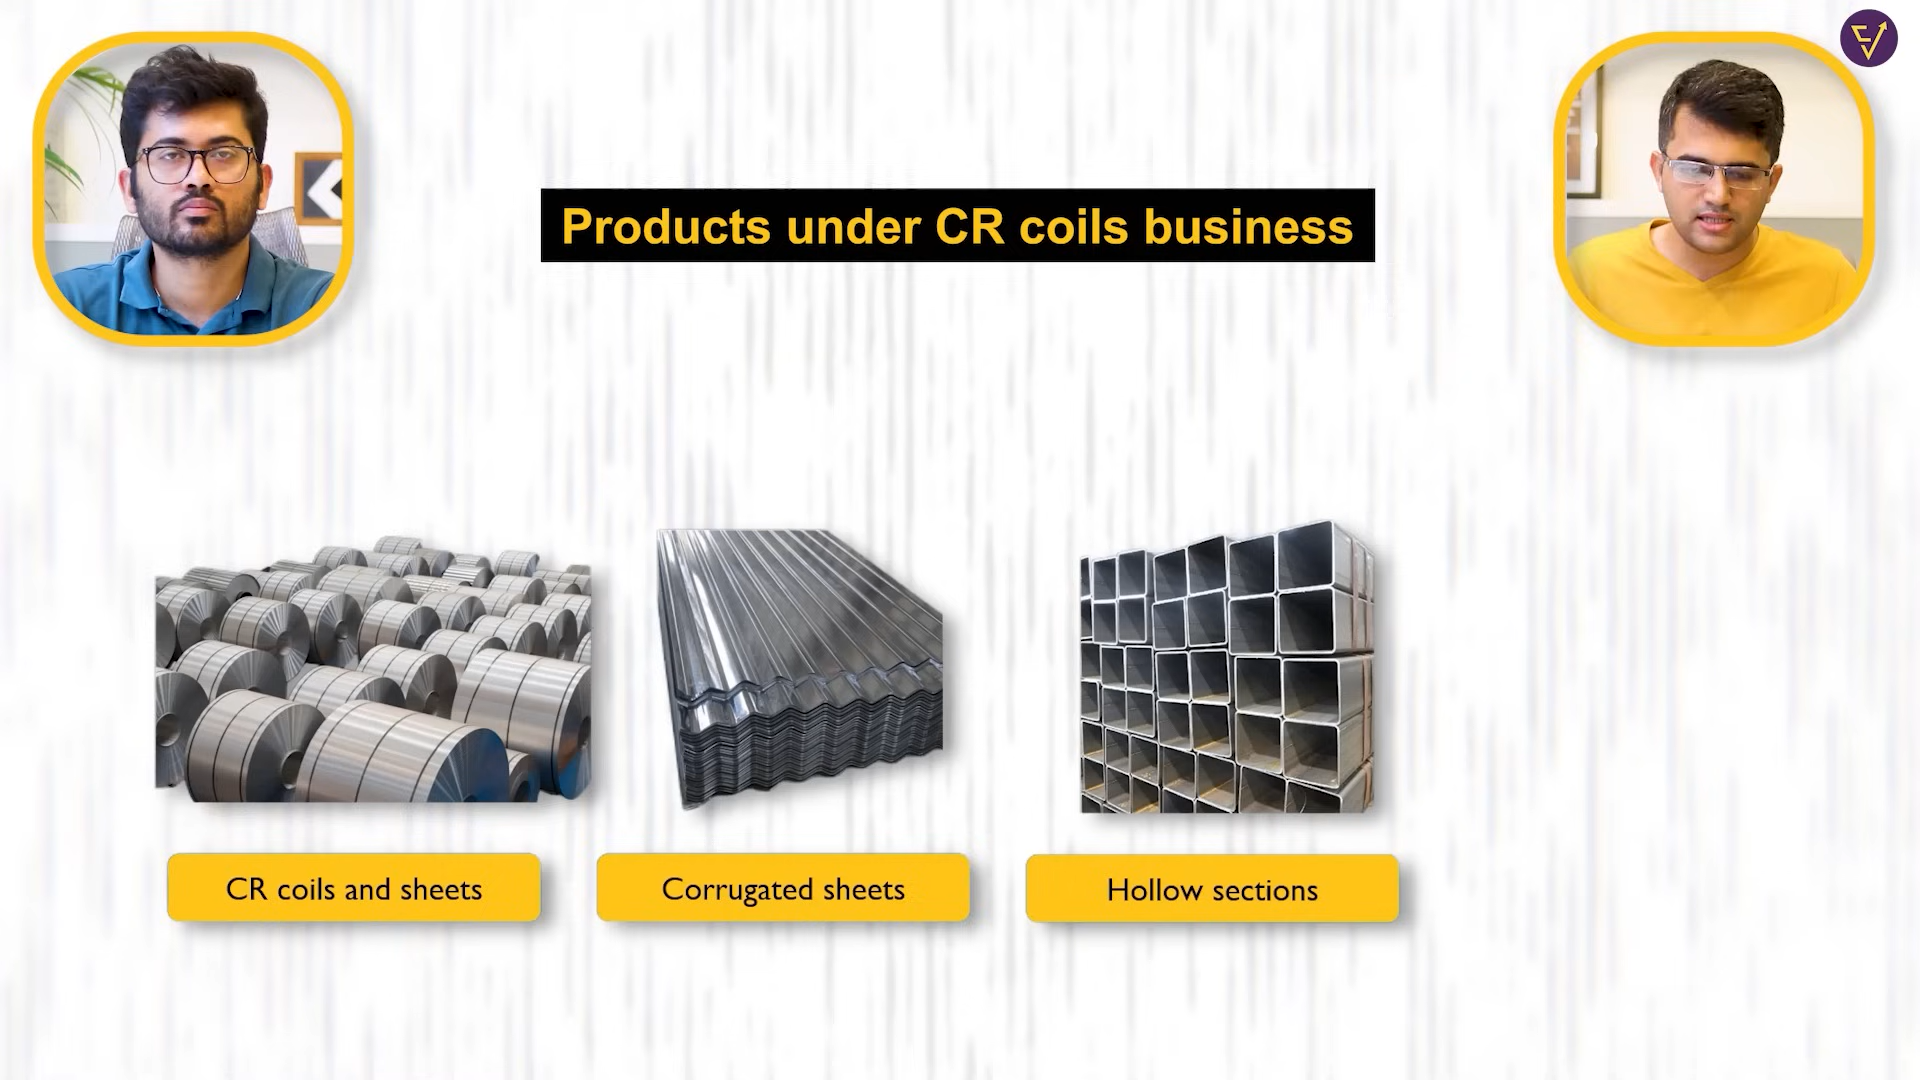 Products under CR coils business
CR coils and sheets
Corrugated sheets
Hollow sections